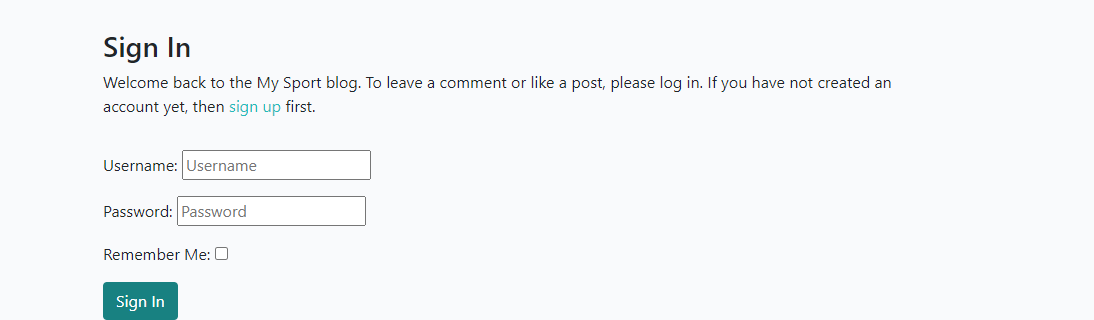 Sign In
Welcome back to the My Sport blog. To leave a comment or like a post, please log in. If you have not created an
account yet, then sign up first.
Username: Username
Password: Password
Remember Me:
Sign In